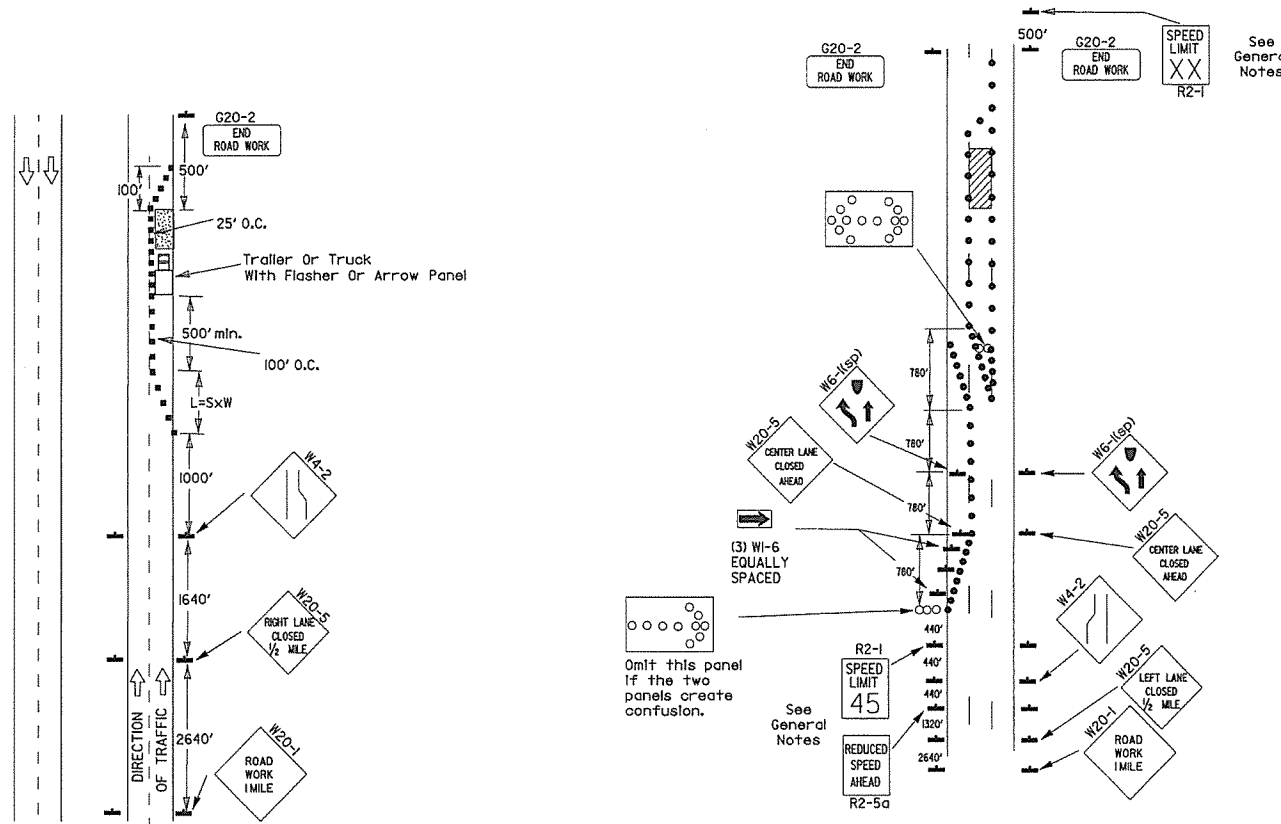 G20-2
END
ROAD WORK
500'
100'
25' O.C.
Trailer Or Truck
With Flasher Or Arrow Panel
500' min.
100' O.C.
L=SxW
1000'
W4-2
1640'
W20-5
RIGHT LANE
CLOSED
1/2 MILE
DIRECTION
OF TRAFFIC
2640'
W20-1
ROAD
WORK
1 MILE
500'
SPEED
LIMIT
XX
R2-1
See
General
Notes
G20-2
END
ROAD WORK
G20-2
END
ROAD WORK
780'
W6-1(sp)
780'
W20-5
CENTER LANE
CLOSED
AHEAD
780'
(3) W1-6
EQUALLY
SPACED
780'
W6-1(sp)
W20-5
CENTER LANE
CLOSED
AHEAD
Omit this panel
if the two
panels create
confusion.
440'
R2-1
SPEED
LIMIT
45
440'
440'
See
General
Notes
1320'
REDUCED
SPEED
AHEAD
R2-5a
2640'
W4-2
W20-5
LEFT LANE
CLOSED
1/2 MILE
W20-1
ROAD
WORK
1 MILE